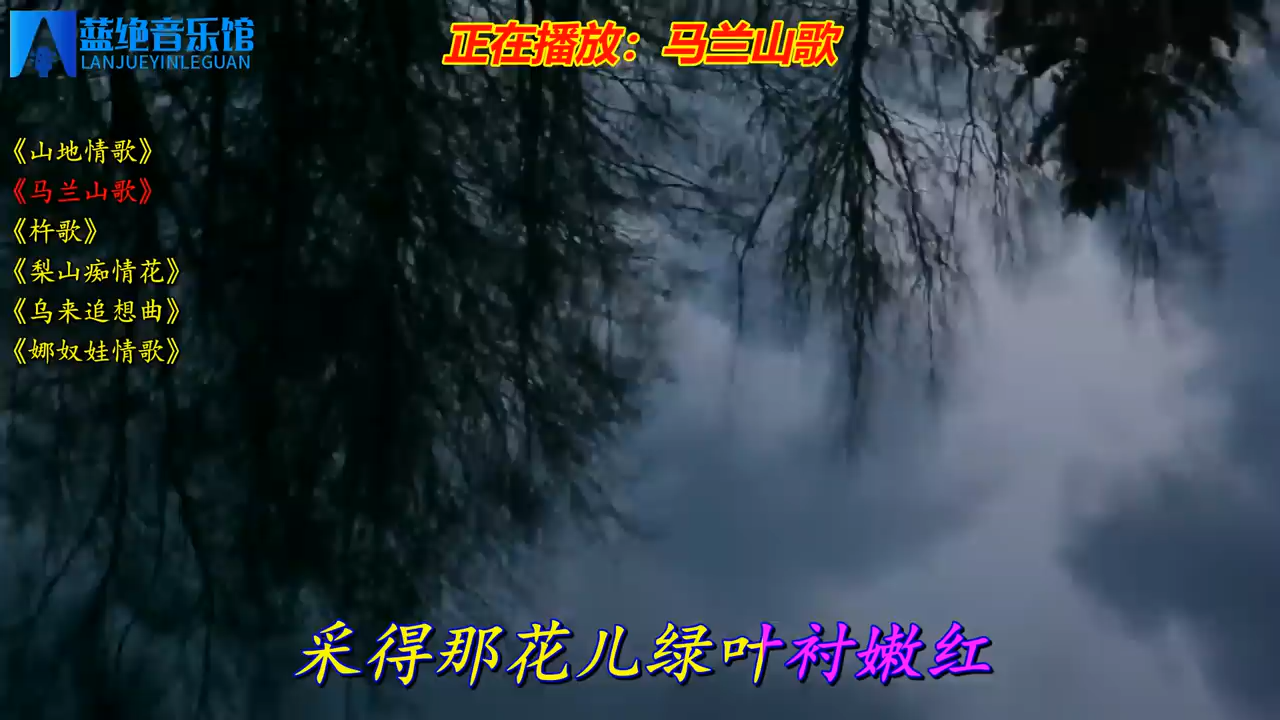 蓝绝音乐馆
LANJUEYINLEGUAN
正在播放：马兰山歌
《山地情歌》
《马兰山歌》
《杵歌》
《梨山痴情花》
《乌来追想曲》
《娜奴娃情歌》
采得那花儿绿叶衬嫩红